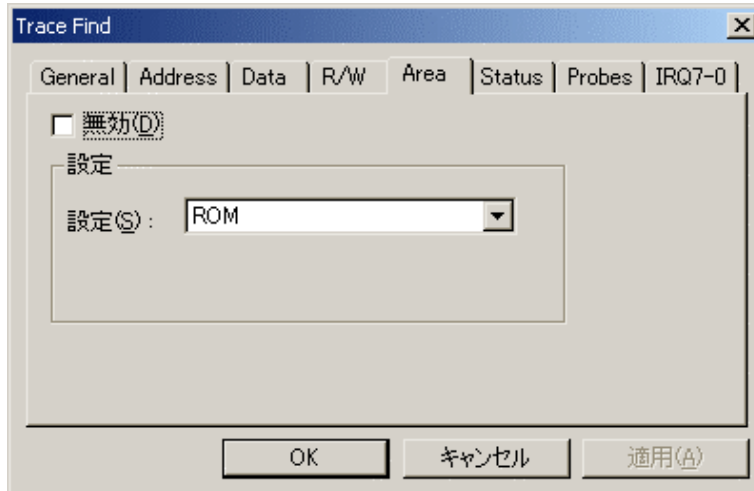 Trace Find
General Address Data R/W Area Status Probes IRQ7-0
無効(D)
設定
設定(S): ROM
OK キャンセル 適用(A)